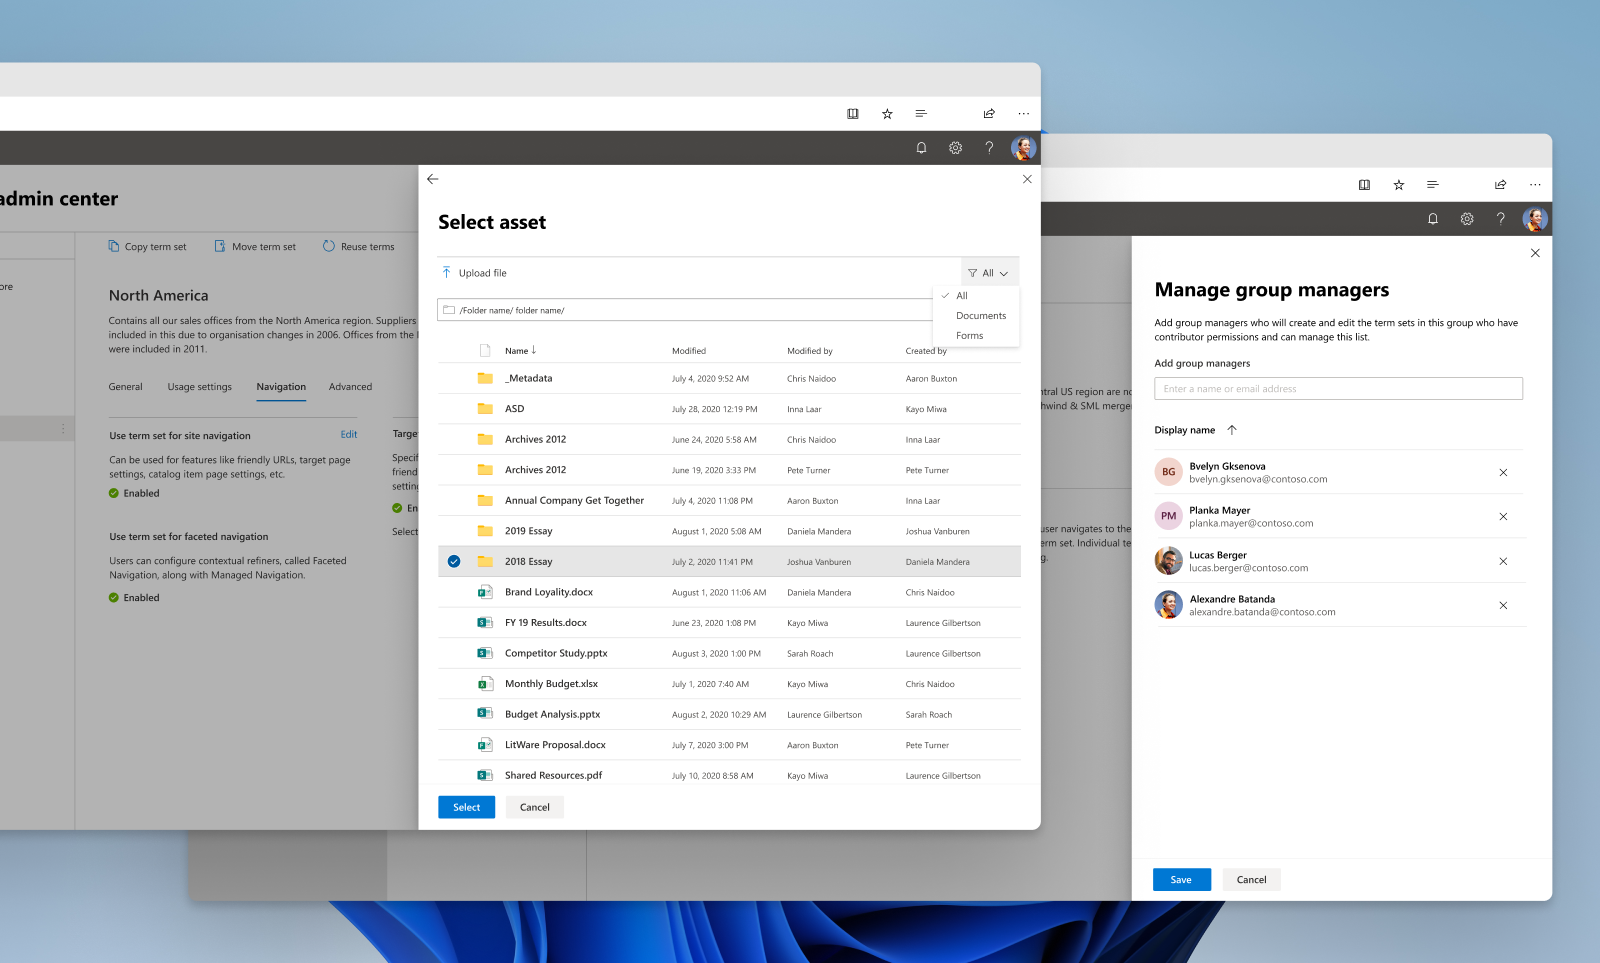 admin center
ore
Copy term set
Move term set
Reuse terms
North America
Contains all our sales offices from the North America region. Suppliers
included in this due to organisation changes in 2006. Offices from the
were included in 2011.
General
Usage settings
Navigation
Advanced
Use term set for site navigation
Edit
Can be used for features like friendly URLs, target page
settings, catalog item page settings, etc.
Enabled
Use term set for faceted navigation
Users can configure contextual refiners, called Faceted
Navigation, along with Managed Navigation.
Enabled
Targe
Specif
friend
setting
En
Select
Select asset
Upload file
All
All
Documents
Forms
/Folder name/ folder name/
Name ↓ Modified Modified by Created by
_Metadata July 4, 2020 9:52 AM Chris Naidoo Aaron Buxton
ASD July 28, 2020 12:19 PM Inna Laar Kayo Miwa
Archives 2012 June 24, 2020 5:58 AM Chris Naidoo Inna Laar
Archives 2012 June 19, 2020 3:33 PM Pete Turner Pete Turner
Annual Company Get Together July 4, 2020 11:08 PM Aaron Buxton Inna Laar
2019 Essay August 1, 2020 5:08 AM Daniela Mandera Joshua Vanburen
2018 Essay July 2, 2020 11:41 PM Joshua Vanburen Daniela Mandera
Brand Loyality.docx August 1, 2020 11:06 AM Daniela Mandera Chris Naidoo
FY 19 Results.docx June 23, 2020 1:08 PM Kayo Miwa Laurence Gilbertson
Competitor Study.pptx August 3, 2020 1:00 PM Sarah Roach Laurence Gilbertson
Monthly Budget.xlsx July 1, 2020 7:40 AM Kayo Miwa Chris Naidoo
Budget Analysis.pptx August 2, 2020 10:29 AM Laurence Gilbertson Sarah Roach
LitWare Proposal.docx July 7, 2020 3:00 PM Aaron Buxton Pete Turner
Shared Resources.pdf July 10, 2020 8:58 AM Kayo Miwa Laurence Gilbertson
Select
Cancel
ntral US region are no
hwind & SML merge
user navigates to the
erm set. Individual te
g.
Manage group managers
Add group managers who will create and edit the term sets in this group who have
contributor permissions and can manage this list.
Add group managers
Enter a name or email address
Display name ↑
BG
Bvelyn Gksenova
bvelyn.gksenova@contoso.com
PM
Planka Mayer
planka.mayer@contoso.com
Lucas Berger
lucas.berger@contoso.com
Alexandre Batanda
alexandre.batanda@contoso.com
Save
Cancel